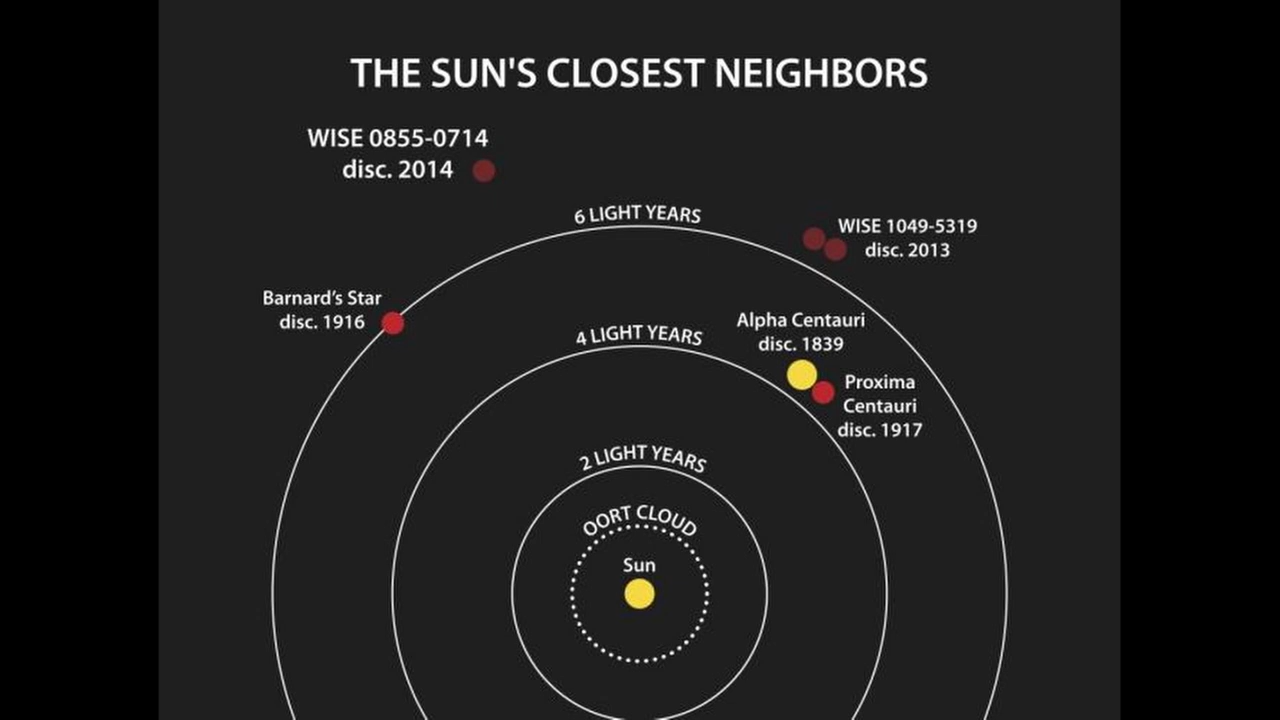 THE SUN'S CLOSEST NEIGHBORS
WISE 0855-0714
disc. 2014
6 LIGHT YEARS
WISE 1049-5319
disc. 2013
Barnard's Star
disc. 1916
4 LIGHT YEARS
Alpha Centauri
disc. 1839
Proxima
Centauri
disc. 1917
2 LIGHT YEARS
OORT CLOUD
Sun